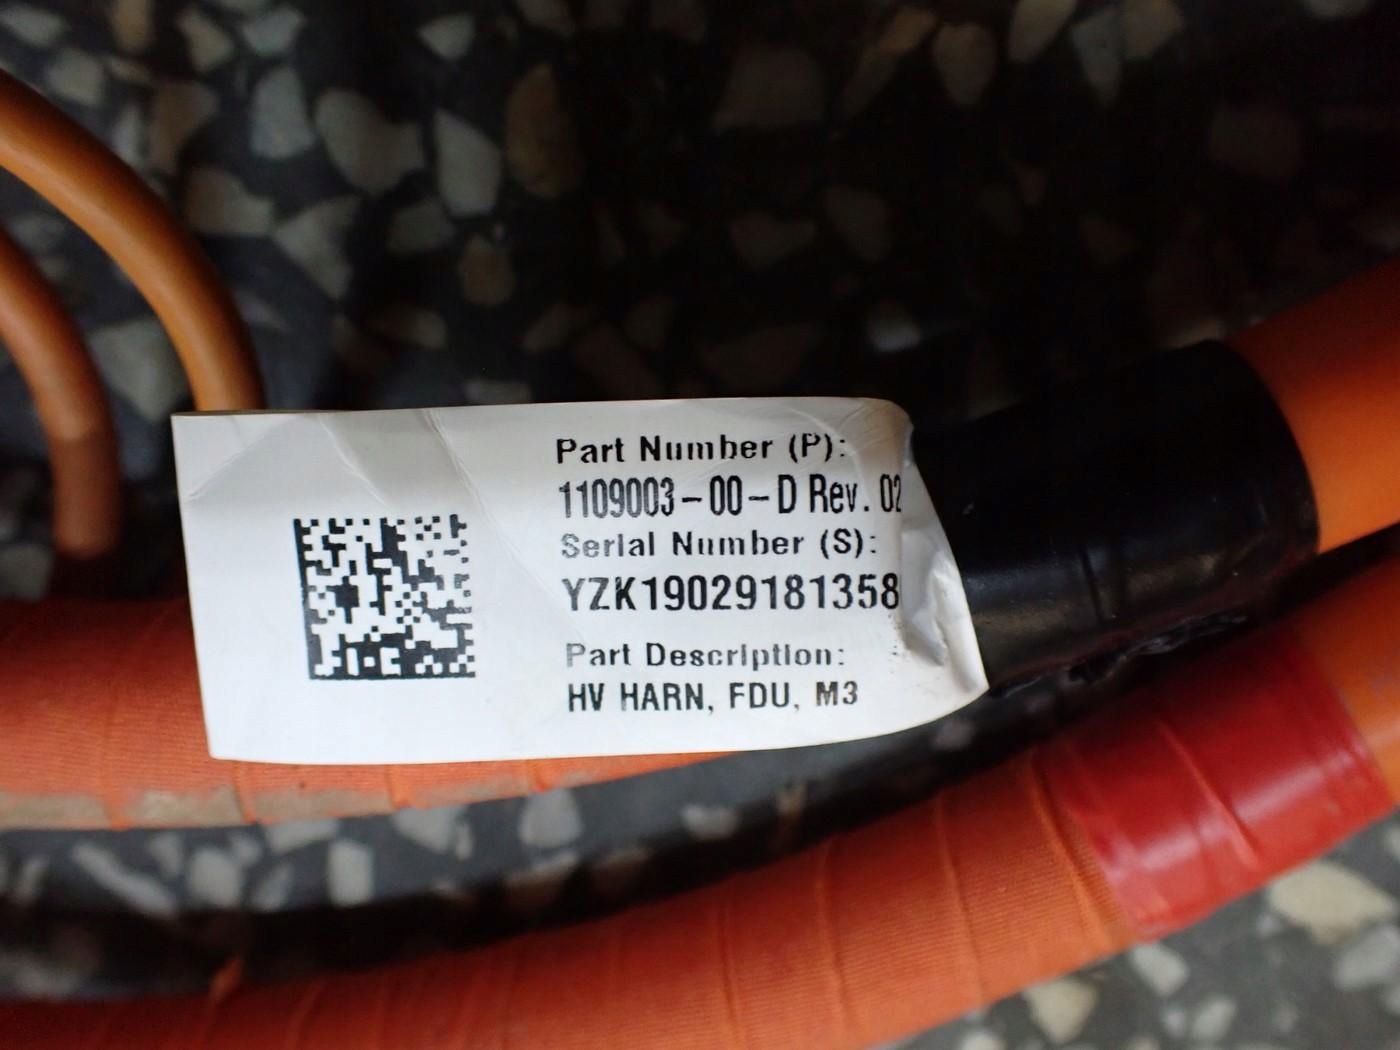 Part Number (P):
1109003-00-D Rev. 02
Serial Number (S):
YZK19029181358
Part Description:
HV HARN, FDU, M3